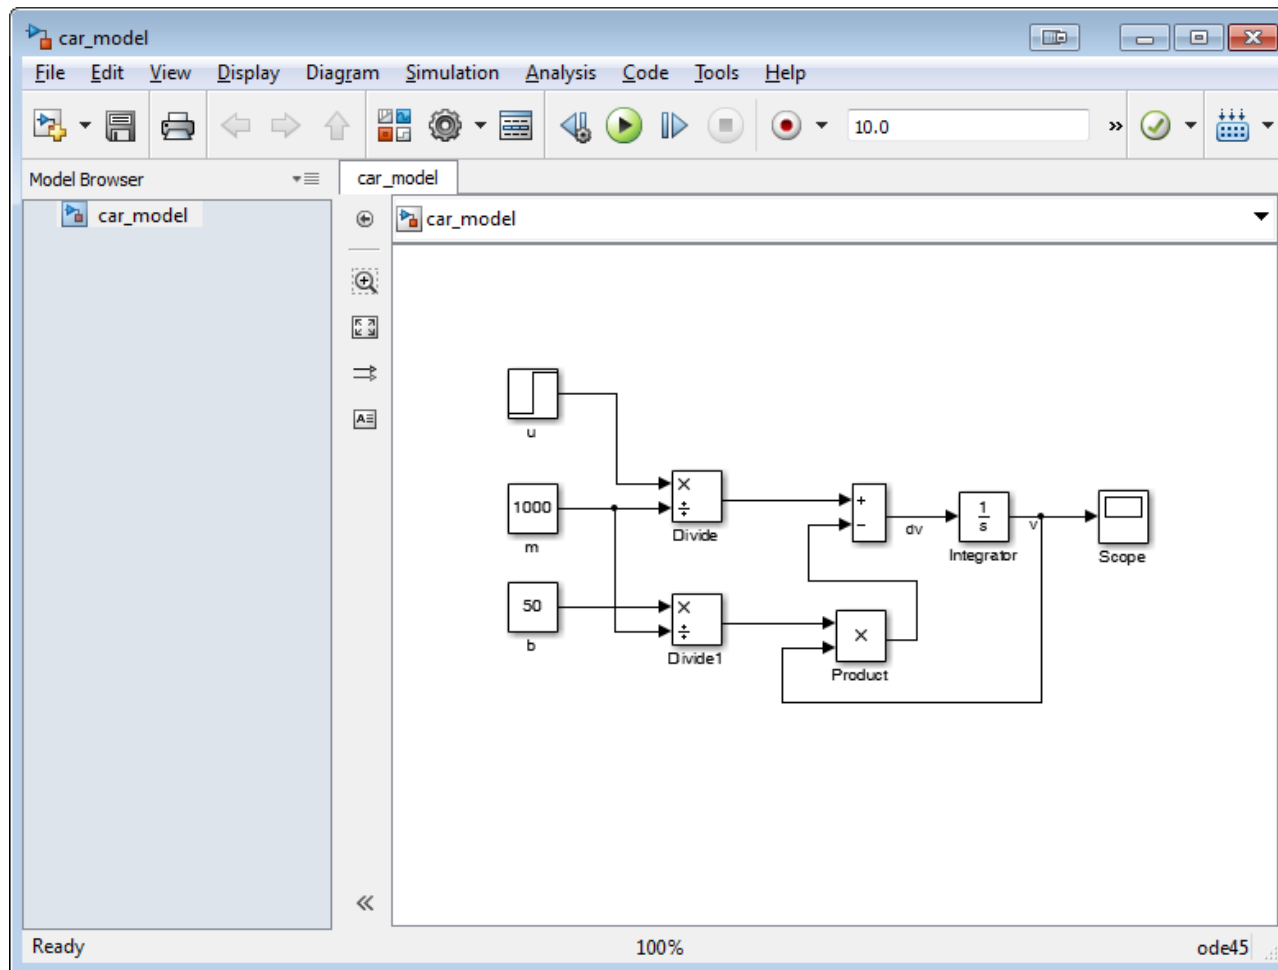 car_model
File Edit View Display Diagram Simulation Analysis Code Tools Help
10.0 »
Model Browser
car_model
car_model
car_model
u
1000
m
50
b
×
÷
Divide
×
÷
Divide1
×
Product
+
−
dv
1
s
Integrator
v
Scope
Ready 100% ode45